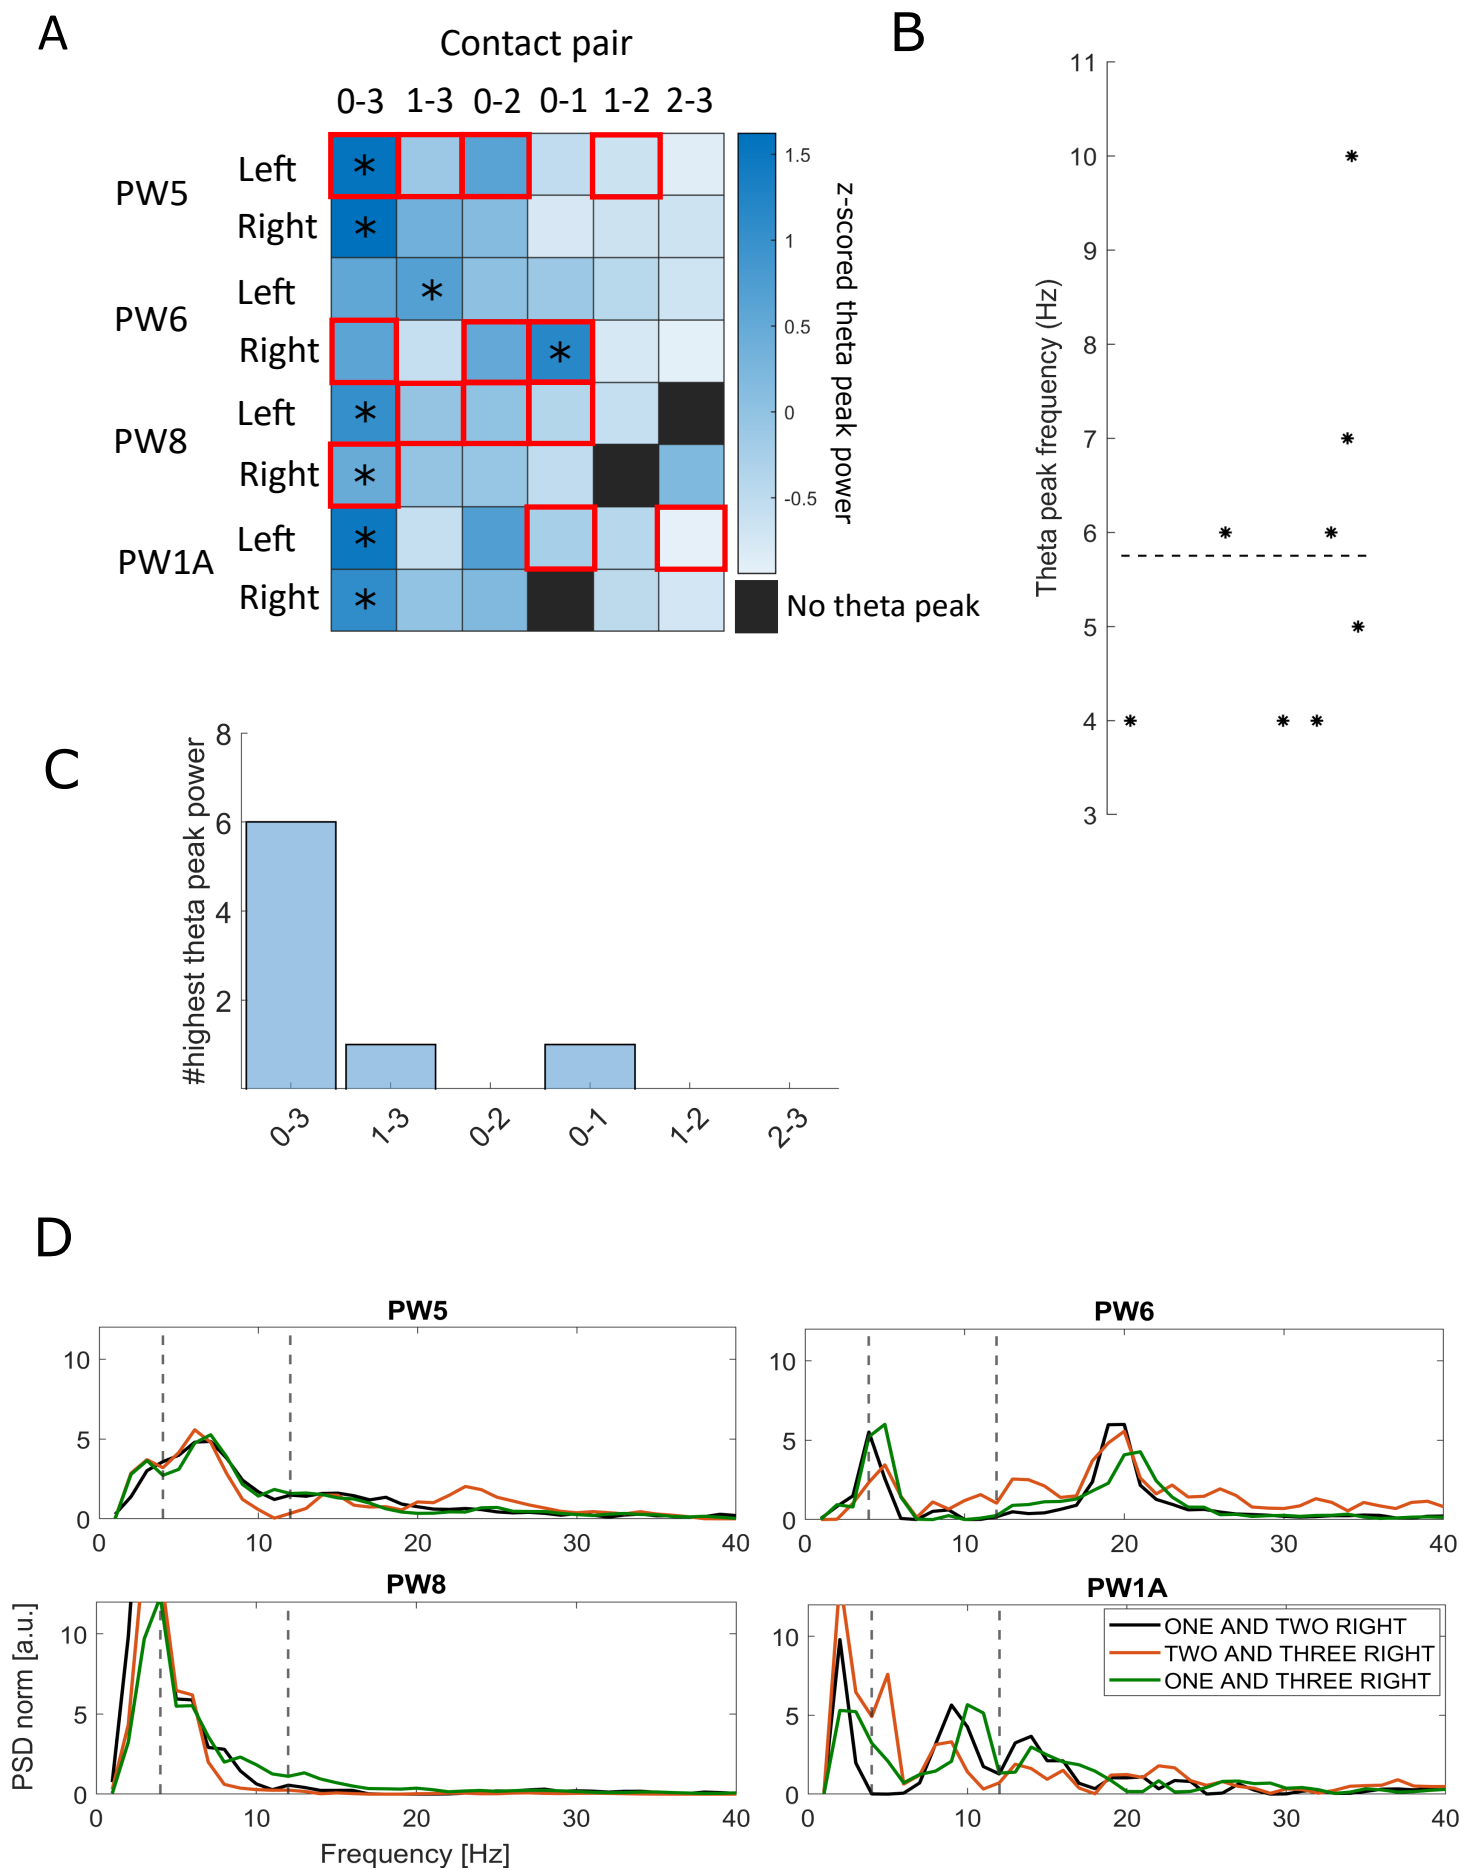 A
Contact pair
0-3 1-3 0-2 0-1 1-2 2-3
PW5
Left
*
Right
*
PW6
Left
*
Right
*
PW8
Left
*
Right
*
PW1A
Left
*
Right
*
1.5
1
0.5
0
-0.5
z-scored theta peak power
No theta peak
B
11
10
9
8
7
6
5
4
3
Theta peak frequency (Hz)
C
8
6
4
2
#highest theta peak power
0-3 1-3 0-2 0-1 1-2 2-3
D
PW5
10
5
0
0 10 20 30 40
PW6
10
5
0
0 10 20 30 40
PW8
10
5
0
0 10 20 30 40
PSD norm [a.u.]
Frequency [Hz]
PW1A
10
5
0
0 10 20 30 40
ONE AND TWO RIGHT
TWO AND THREE RIGHT
ONE AND THREE RIGHT